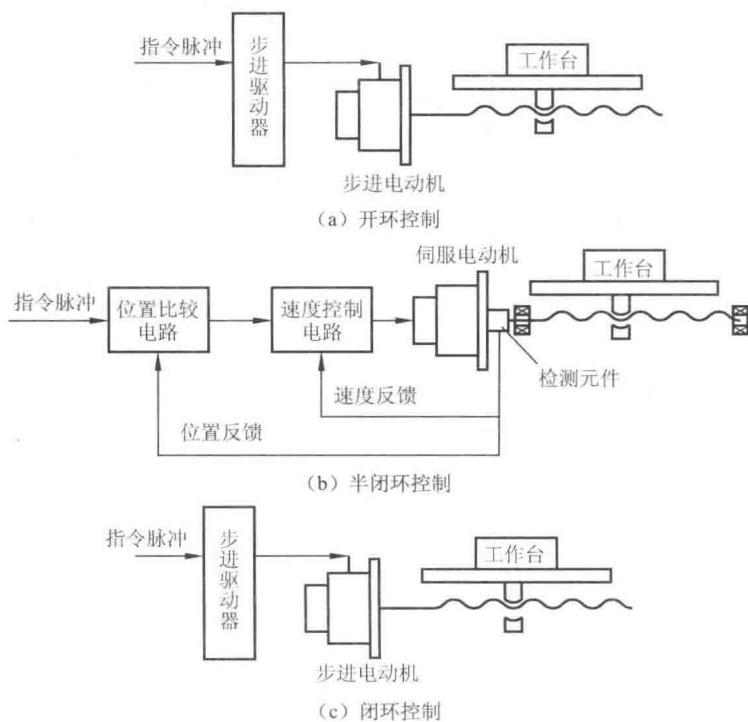 指令脉冲
步进驱动器
工作台
步进电动机
(a) 开环控制
伺服电动机
工作台
指令脉冲
位置比较
电路
速度控制
电路
检测元件
速度反馈
位置反馈
(b) 半闭环控制
指令脉冲
步进驱动器
工作台
步进电动机
(c) 闭环控制